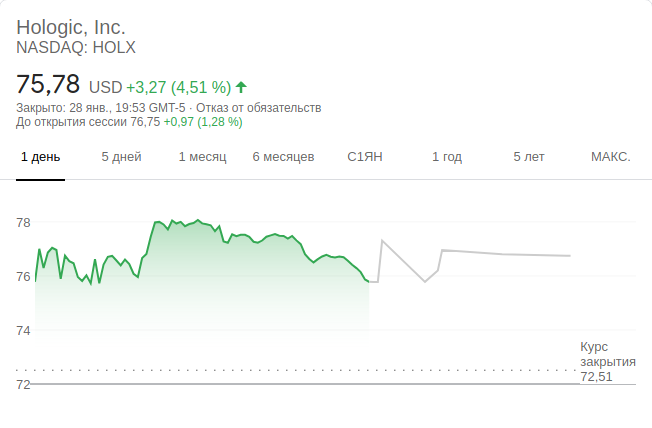 Hologic, Inc.
NASDAQ: HOLX
75,78 USD +3,27 (4,51 %)
Закрыто: 28 янв., 19:53 GMT-5 · Отказ от обязательств
До открытия сессии 76,75 +0,97 (1,28 %)
1 день 5 дней 1 месяц 6 месяцев С1ЯН 1 год 5 лет МАКС.
78
76
74
Курс
закрытия
72,51
72